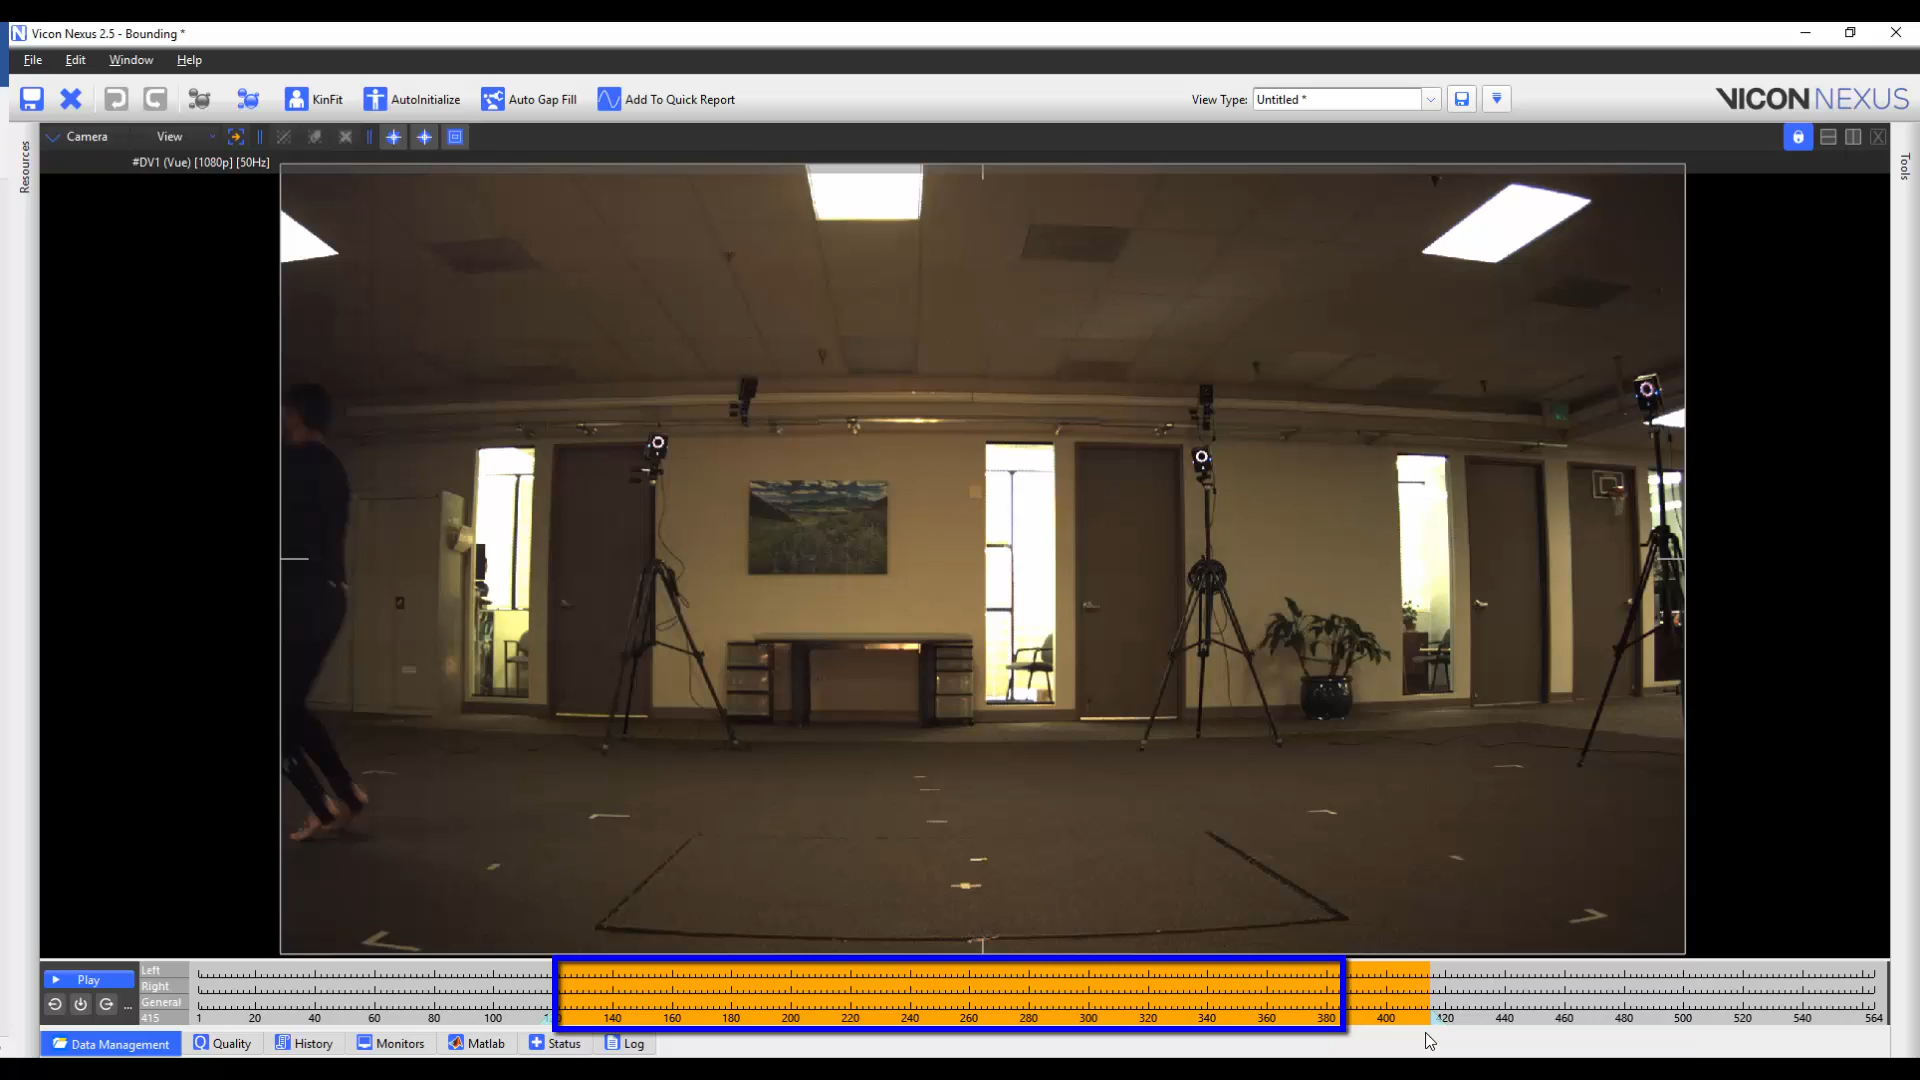 Vicon Nexus 2.5 - Bounding *
File Edit Window Help
KinFit AutoInitialize Auto Gap Fill Add To Quick Report View Type: Untitled * VICON NEXUS
Resources Camera View Tools
#DV1 (Vue) [1080p] [50Hz]
Play Left
Right
General
415 1 20 40 60 80 100 140 160 180 200 220 240 260 280 300 320 340 360 380 400 420 440 460 480 500 520 540 564
Data Management Quality History Monitors Matlab Status Log